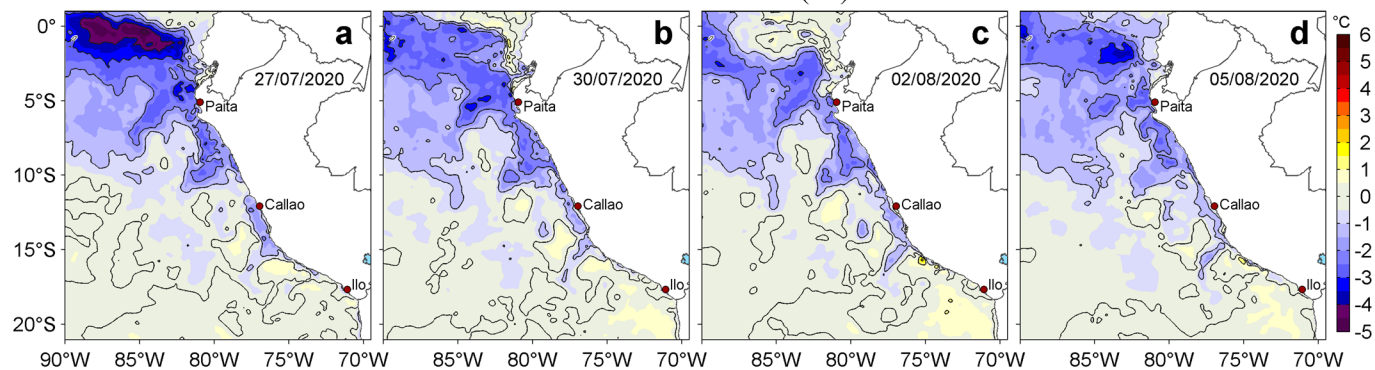 a
27/07/2020
Paita
Callao
Ilo
0°
5°S
10°S
15°S
20°S
90°W
85°W
80°W
75°W
70°W
b
30/07/2020
Paita
Callao
Ilo
85°W
80°W
75°W
70°W
c
02/08/2020
Paita
Callao
Ilo
85°W
80°W
75°W
70°W
d
05/08/2020
Paita
Callao
Ilo
85°W
80°W
75°W
70°W
°C
6
5
4
3
2
1
0
-1
-2
-3
-4
-5